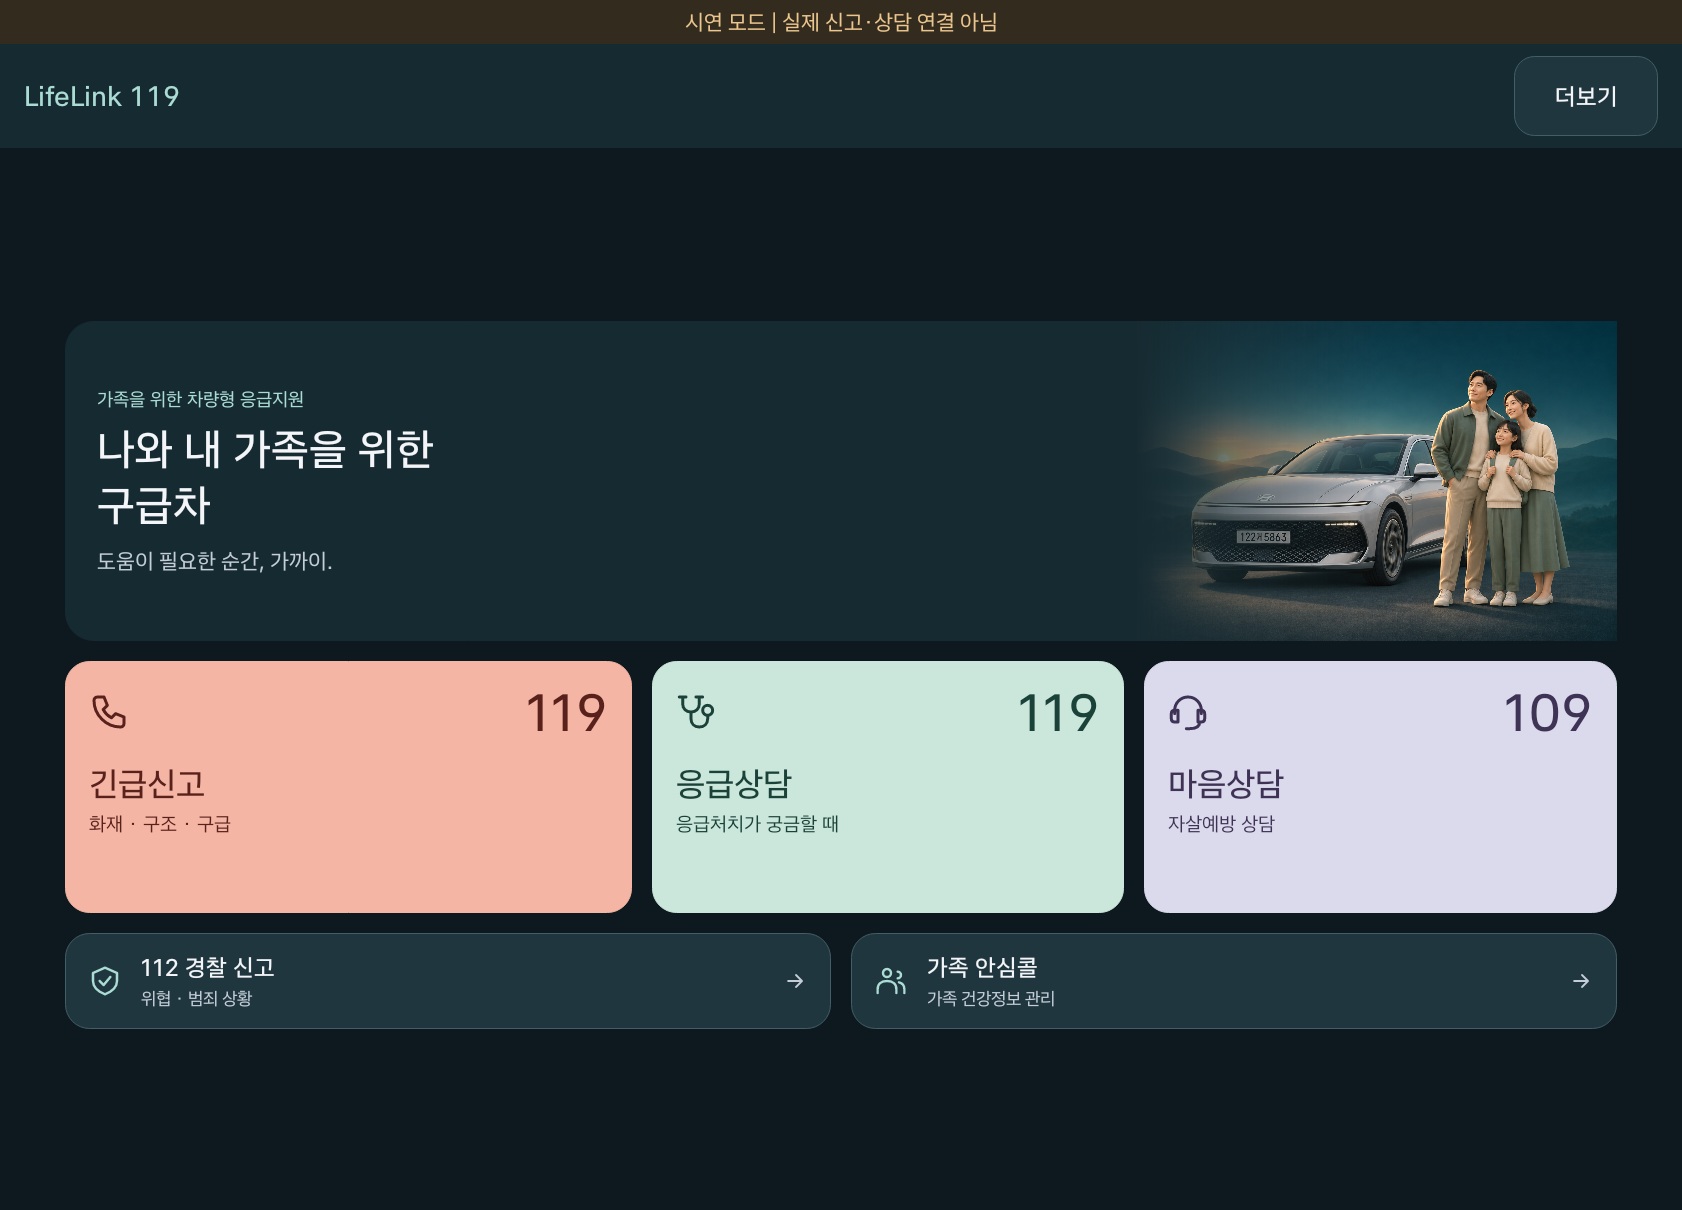 시연 모드 | 실제 신고·상담 연결 아님
LifeLink 119
더보기
가족을 위한 차량형 응급지원
나와 내 가족을 위한
구급차
도움이 필요한 순간, 가까이.
119
긴급신고
화재 · 구조 · 구급
119
응급상담
응급처치가 궁금할 때
109
마음상담
자살예방 상담
112 경찰 신고
위협 · 범죄 상황
가족 안심콜
가족 건강정보 관리